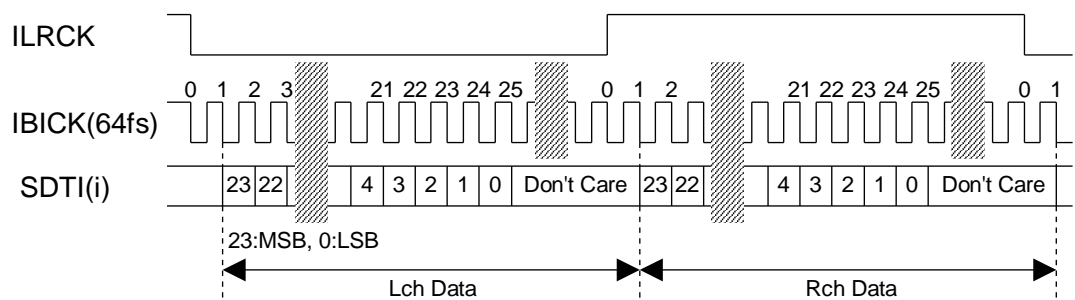 ILRCK
0 1 2 3 21 22 23 24 25 0 1 2 21 22 23 24 25 0 1
IBICK(64fs)
SDTI(i) 23 22 4 3 2 1 0 Don't Care 23 22 4 3 2 1 0 Don't Care
23:MSB, 0:LSB
Lch Data Rch Data